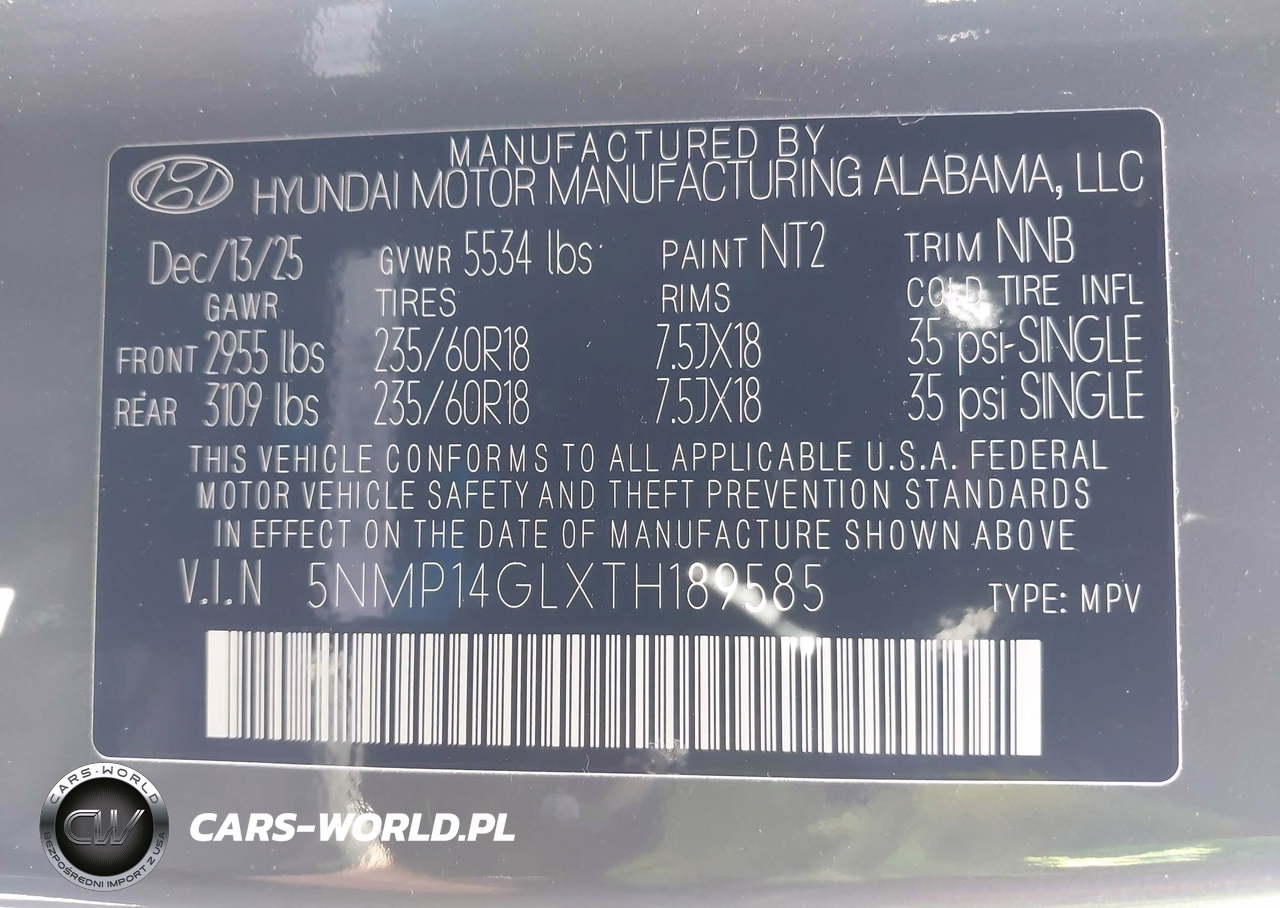 MANUFACTURED BY
HYUNDAI MOTOR MANUFACTURING ALABAMA, LLC
Dec/13/25 GVWR 5534 lbs PAINT NT2 TRIM NNB
GAWR TIRES RIMS COLD TIRE INFL
FRONT 2955 lbs 235/60R18 7.5JX18 35 psi-SINGLE
REAR 3109 lbs 235/60R18 7.5JX18 35 psi SINGLE
THIS VEHICLE CONFORMS TO ALL APPLICABLE U.S.A. FEDERAL
MOTOR VEHICLE SAFETY AND THEFT PREVENTION STANDARDS
IN EFFECT ON THE DATE OF MANUFACTURE SHOWN ABOVE
V.I.N 5NMP14GLXTH189585 TYPE: MPV
CARS-WORLD
CW
BEZPOŚREDNI IMPORT Z USA
CARS-WORLD.PL